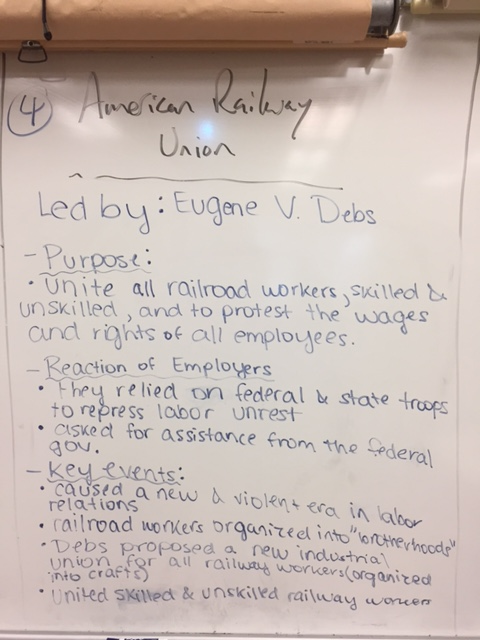 ④ American Railway
Union
Led by: Eugene V. Debs
- Purpose:
• Unite all railroad workers, skilled &
unskilled, and to protest the wages
and rights of all employees.
- Reaction of Employers
• they relied on federal & state troops
to repress labor unrest
• asked for assistance from the federal
gov.
- Key events:
• caused a new & violent era in labor
relations
• railroad workers organized into "brotherhoods"
• Debs proposed a new industrial
union for all railway workers (organized
into crafts)
• United skilled & unskilled railway workers